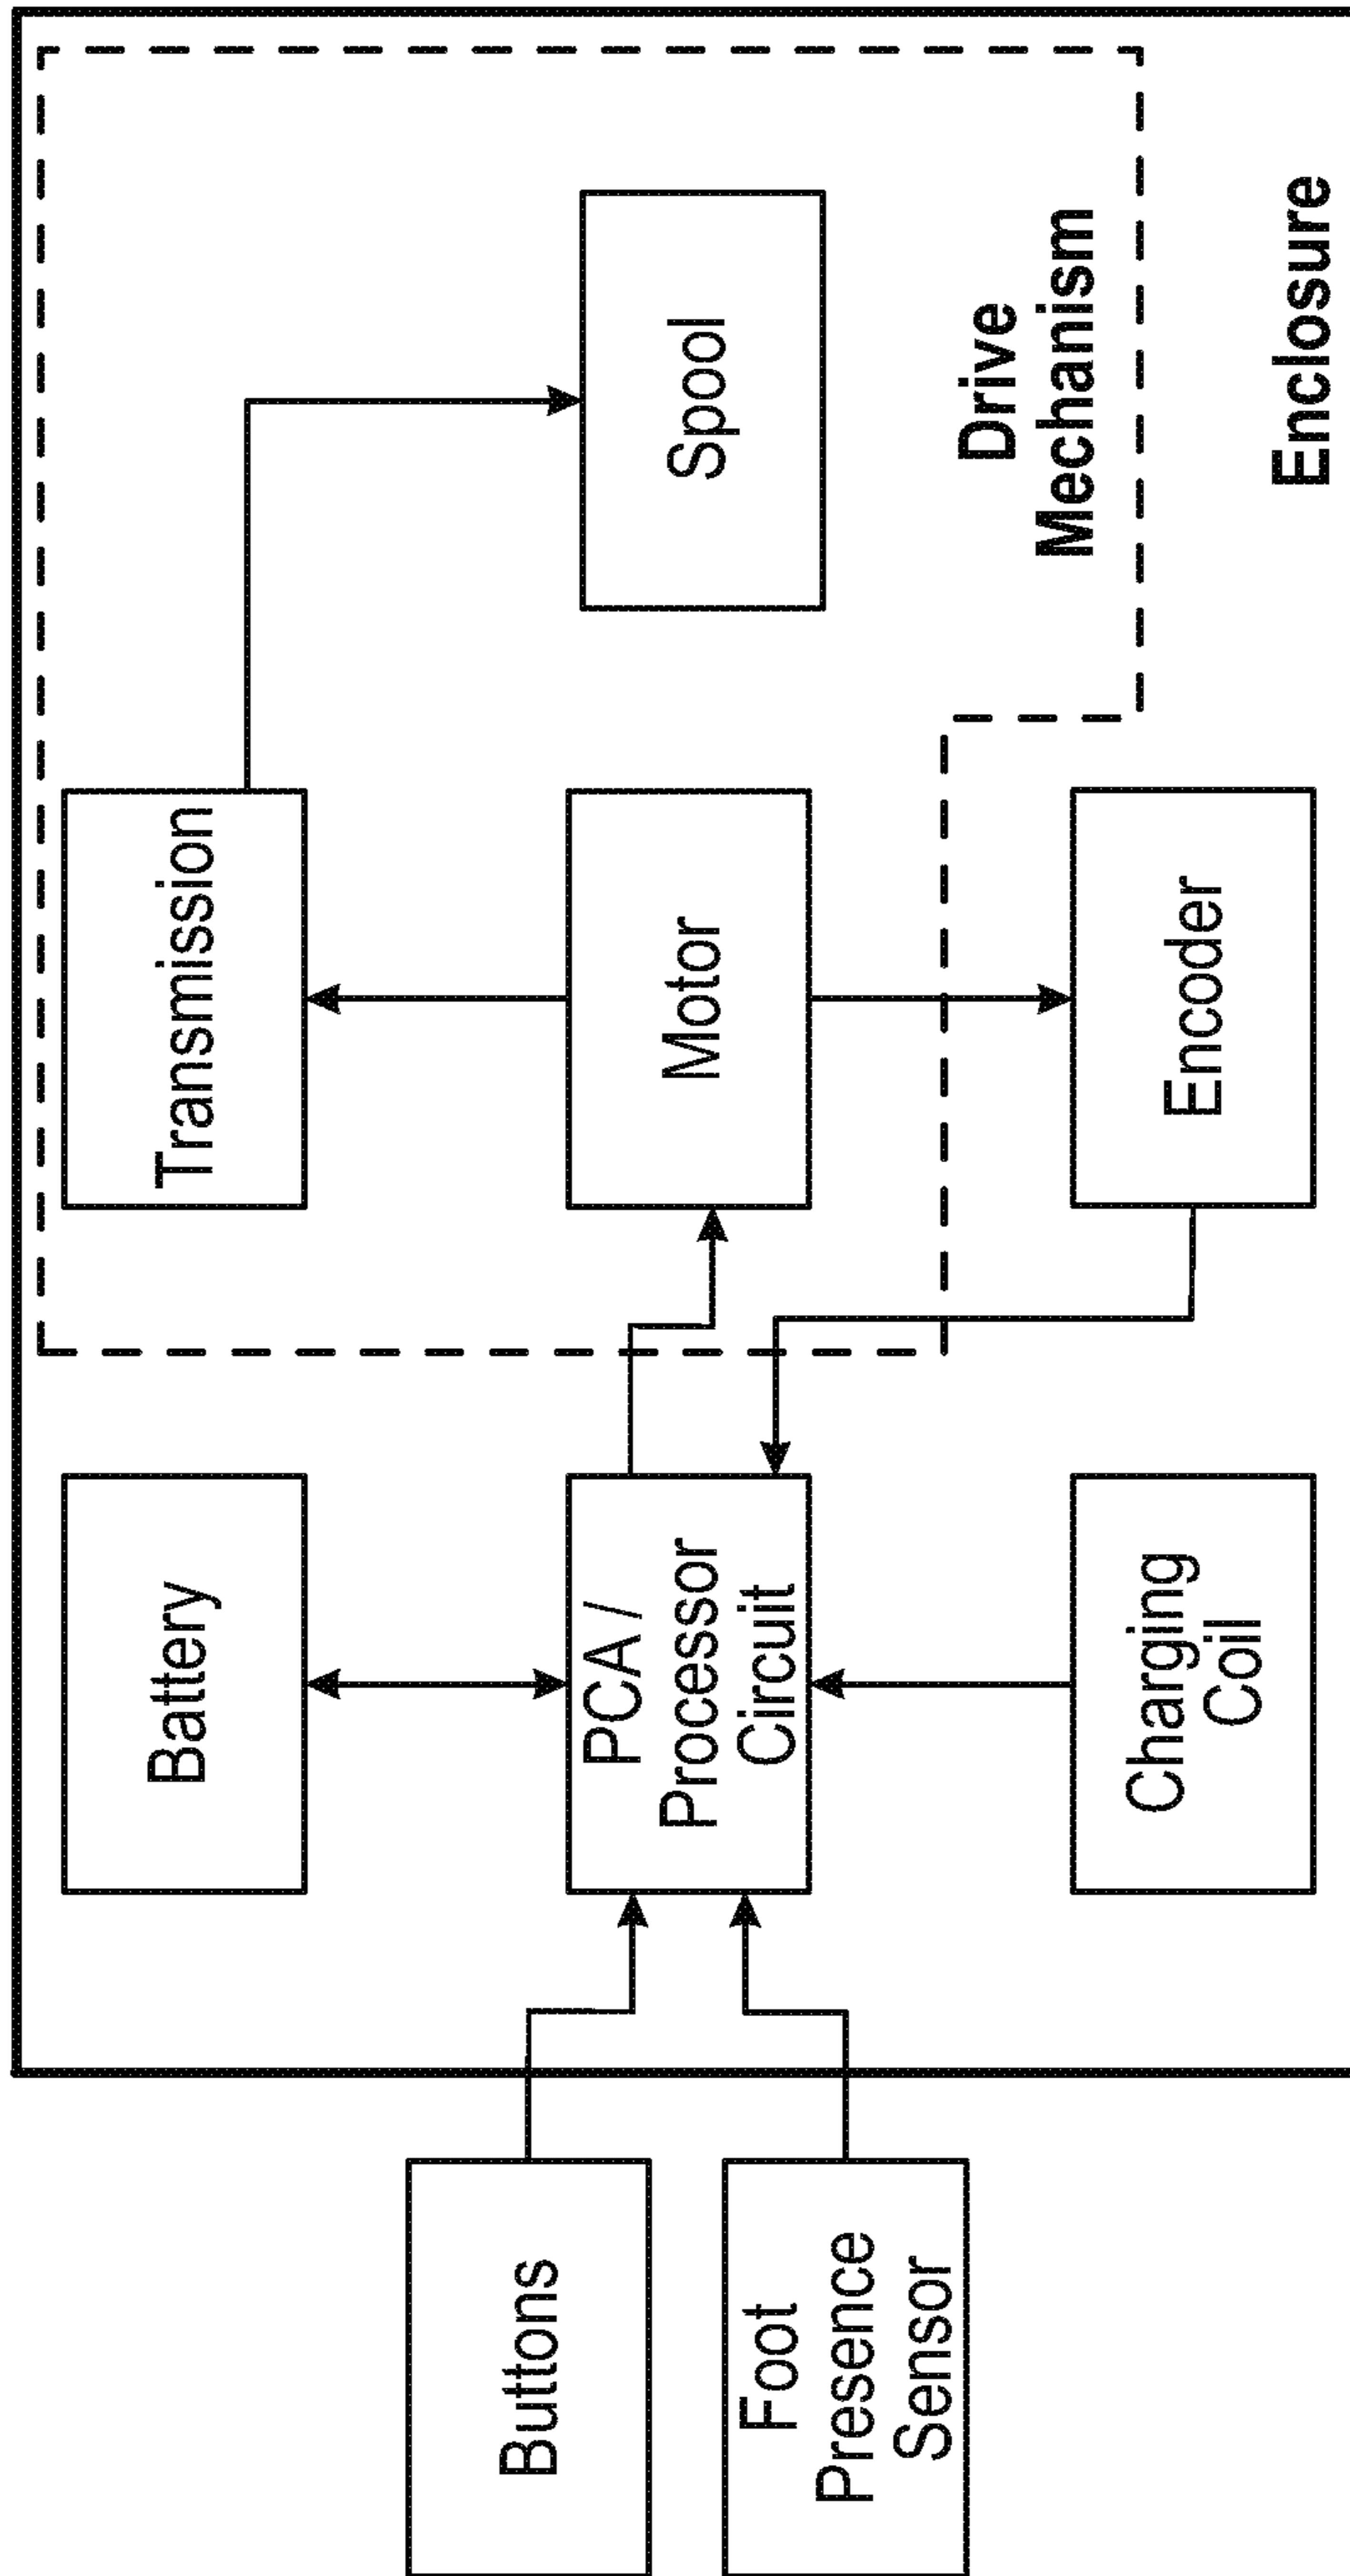 Buttons
Foot
Presence
Sensor
Battery
PCA /
Processor
Circuit
Charging
Coil
Transmission
Motor
Encoder
Spool
Drive
Mechanism
Enclosure